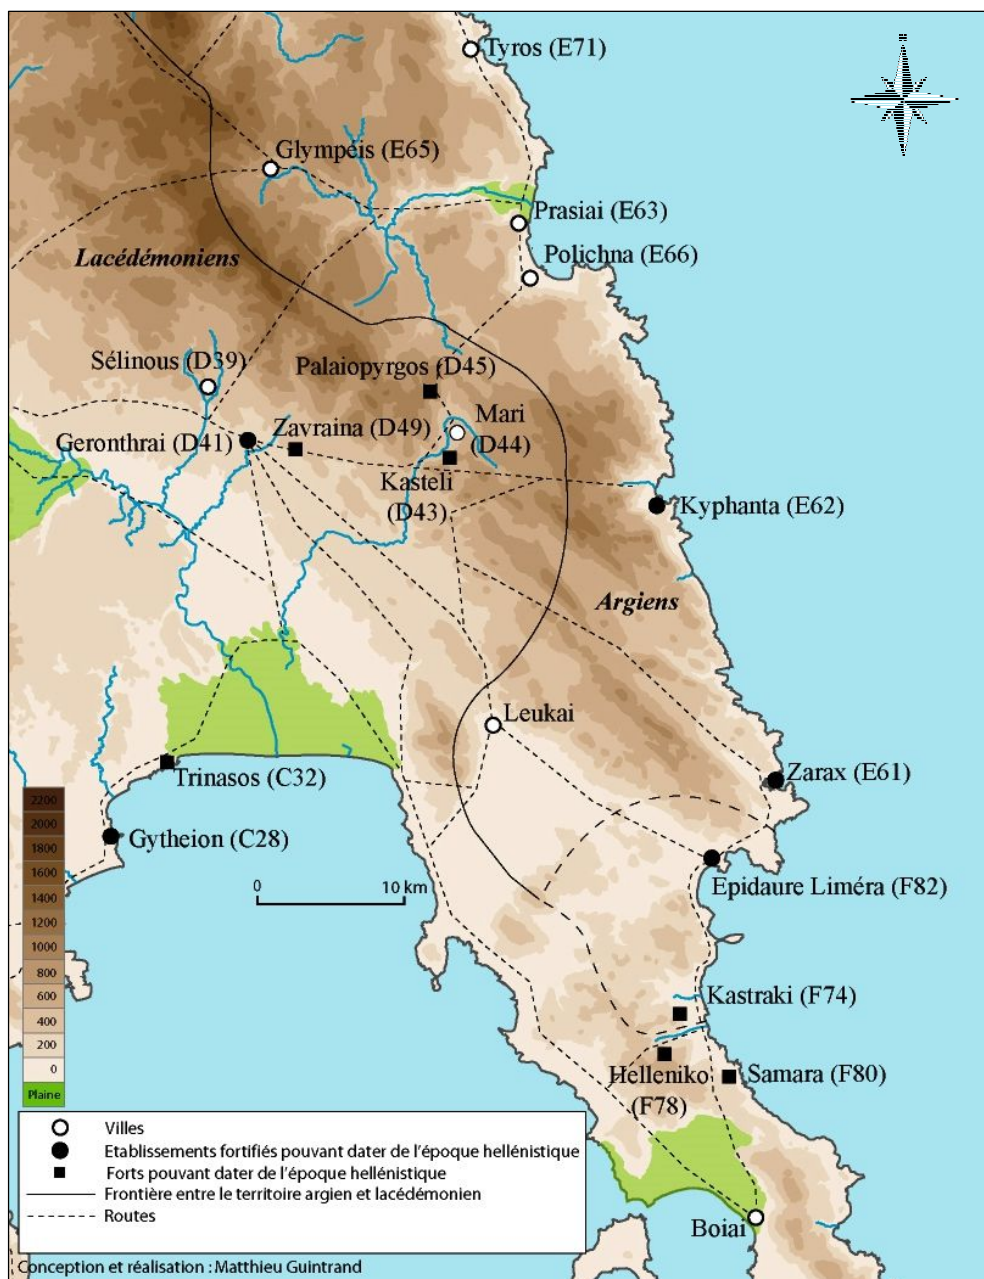 Tyros (E71)
N
Glympeis (E65)
Prasiai (E63)
Lacédémoniens
Polichna (E66)
Sélinous (D39)
Palaiopyrgos (D45)
Geronthrai (D41)
Zavraina (D49)
Mari
(D44)
Kasteli
(D43)
Kyphanta (E62)
Argiens
Leukai
Trinasos (C32)
Zarax (E61)
Gytheion (C28)
Epidaure Liméra (F82)
0 10 km
2200
2000
1800
1600
1400
1200
1000
800
600
400
200
0
Plaine
Kastraki (F74)
Helleniko
(F78)
Samara (F80)
Boiai
Villes
Etablissements fortifiés pouvant dater de l'époque hellénistique
Forts pouvant dater de l'époque hellénistique
Frontière entre le territoire argien et lacédémonien
Routes
Conception et réalisation : Matthieu Guintrand